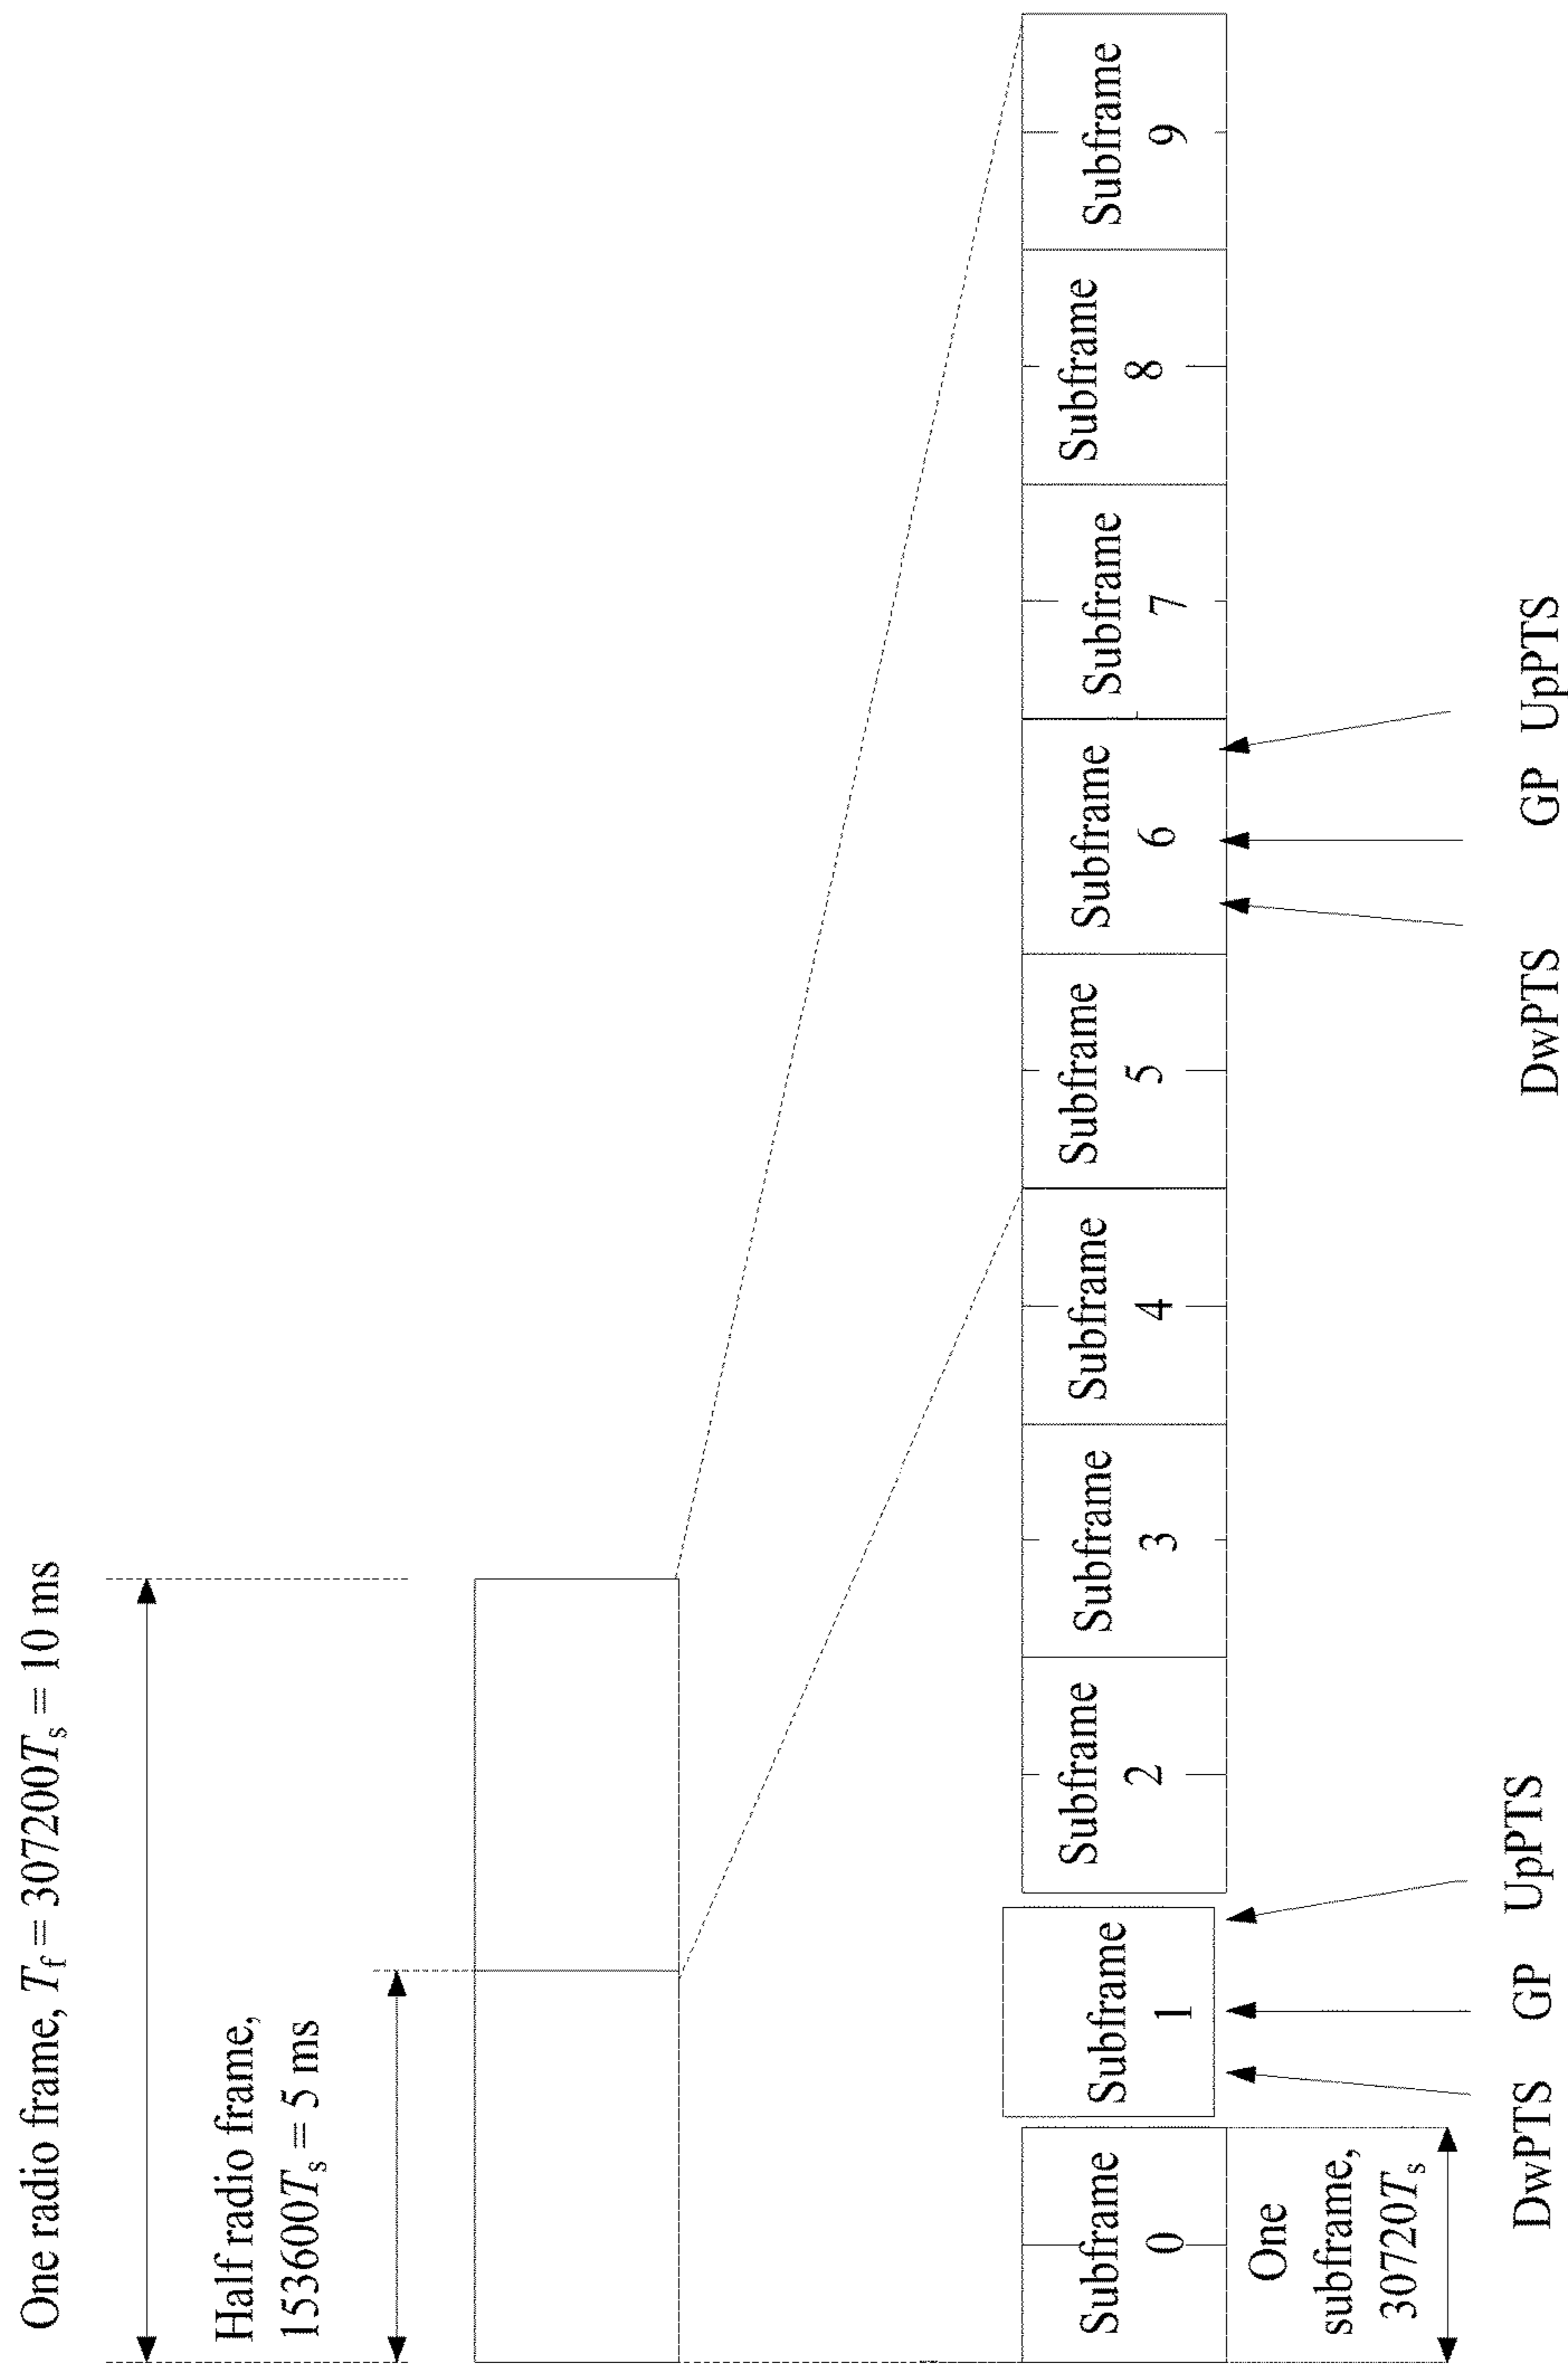 One radio frame, Tf = 307200Ts = 10 ms
Half radio frame,
153600Ts = 5 ms
Subframe
0
Subframe
1
Subframe
2
Subframe
3
Subframe
4
Subframe
5
Subframe
6
Subframe
7
Subframe
8
Subframe
9
One
subframe,
30720Ts
DwPTS GP UpPTS
DwPTS GP UpPTS